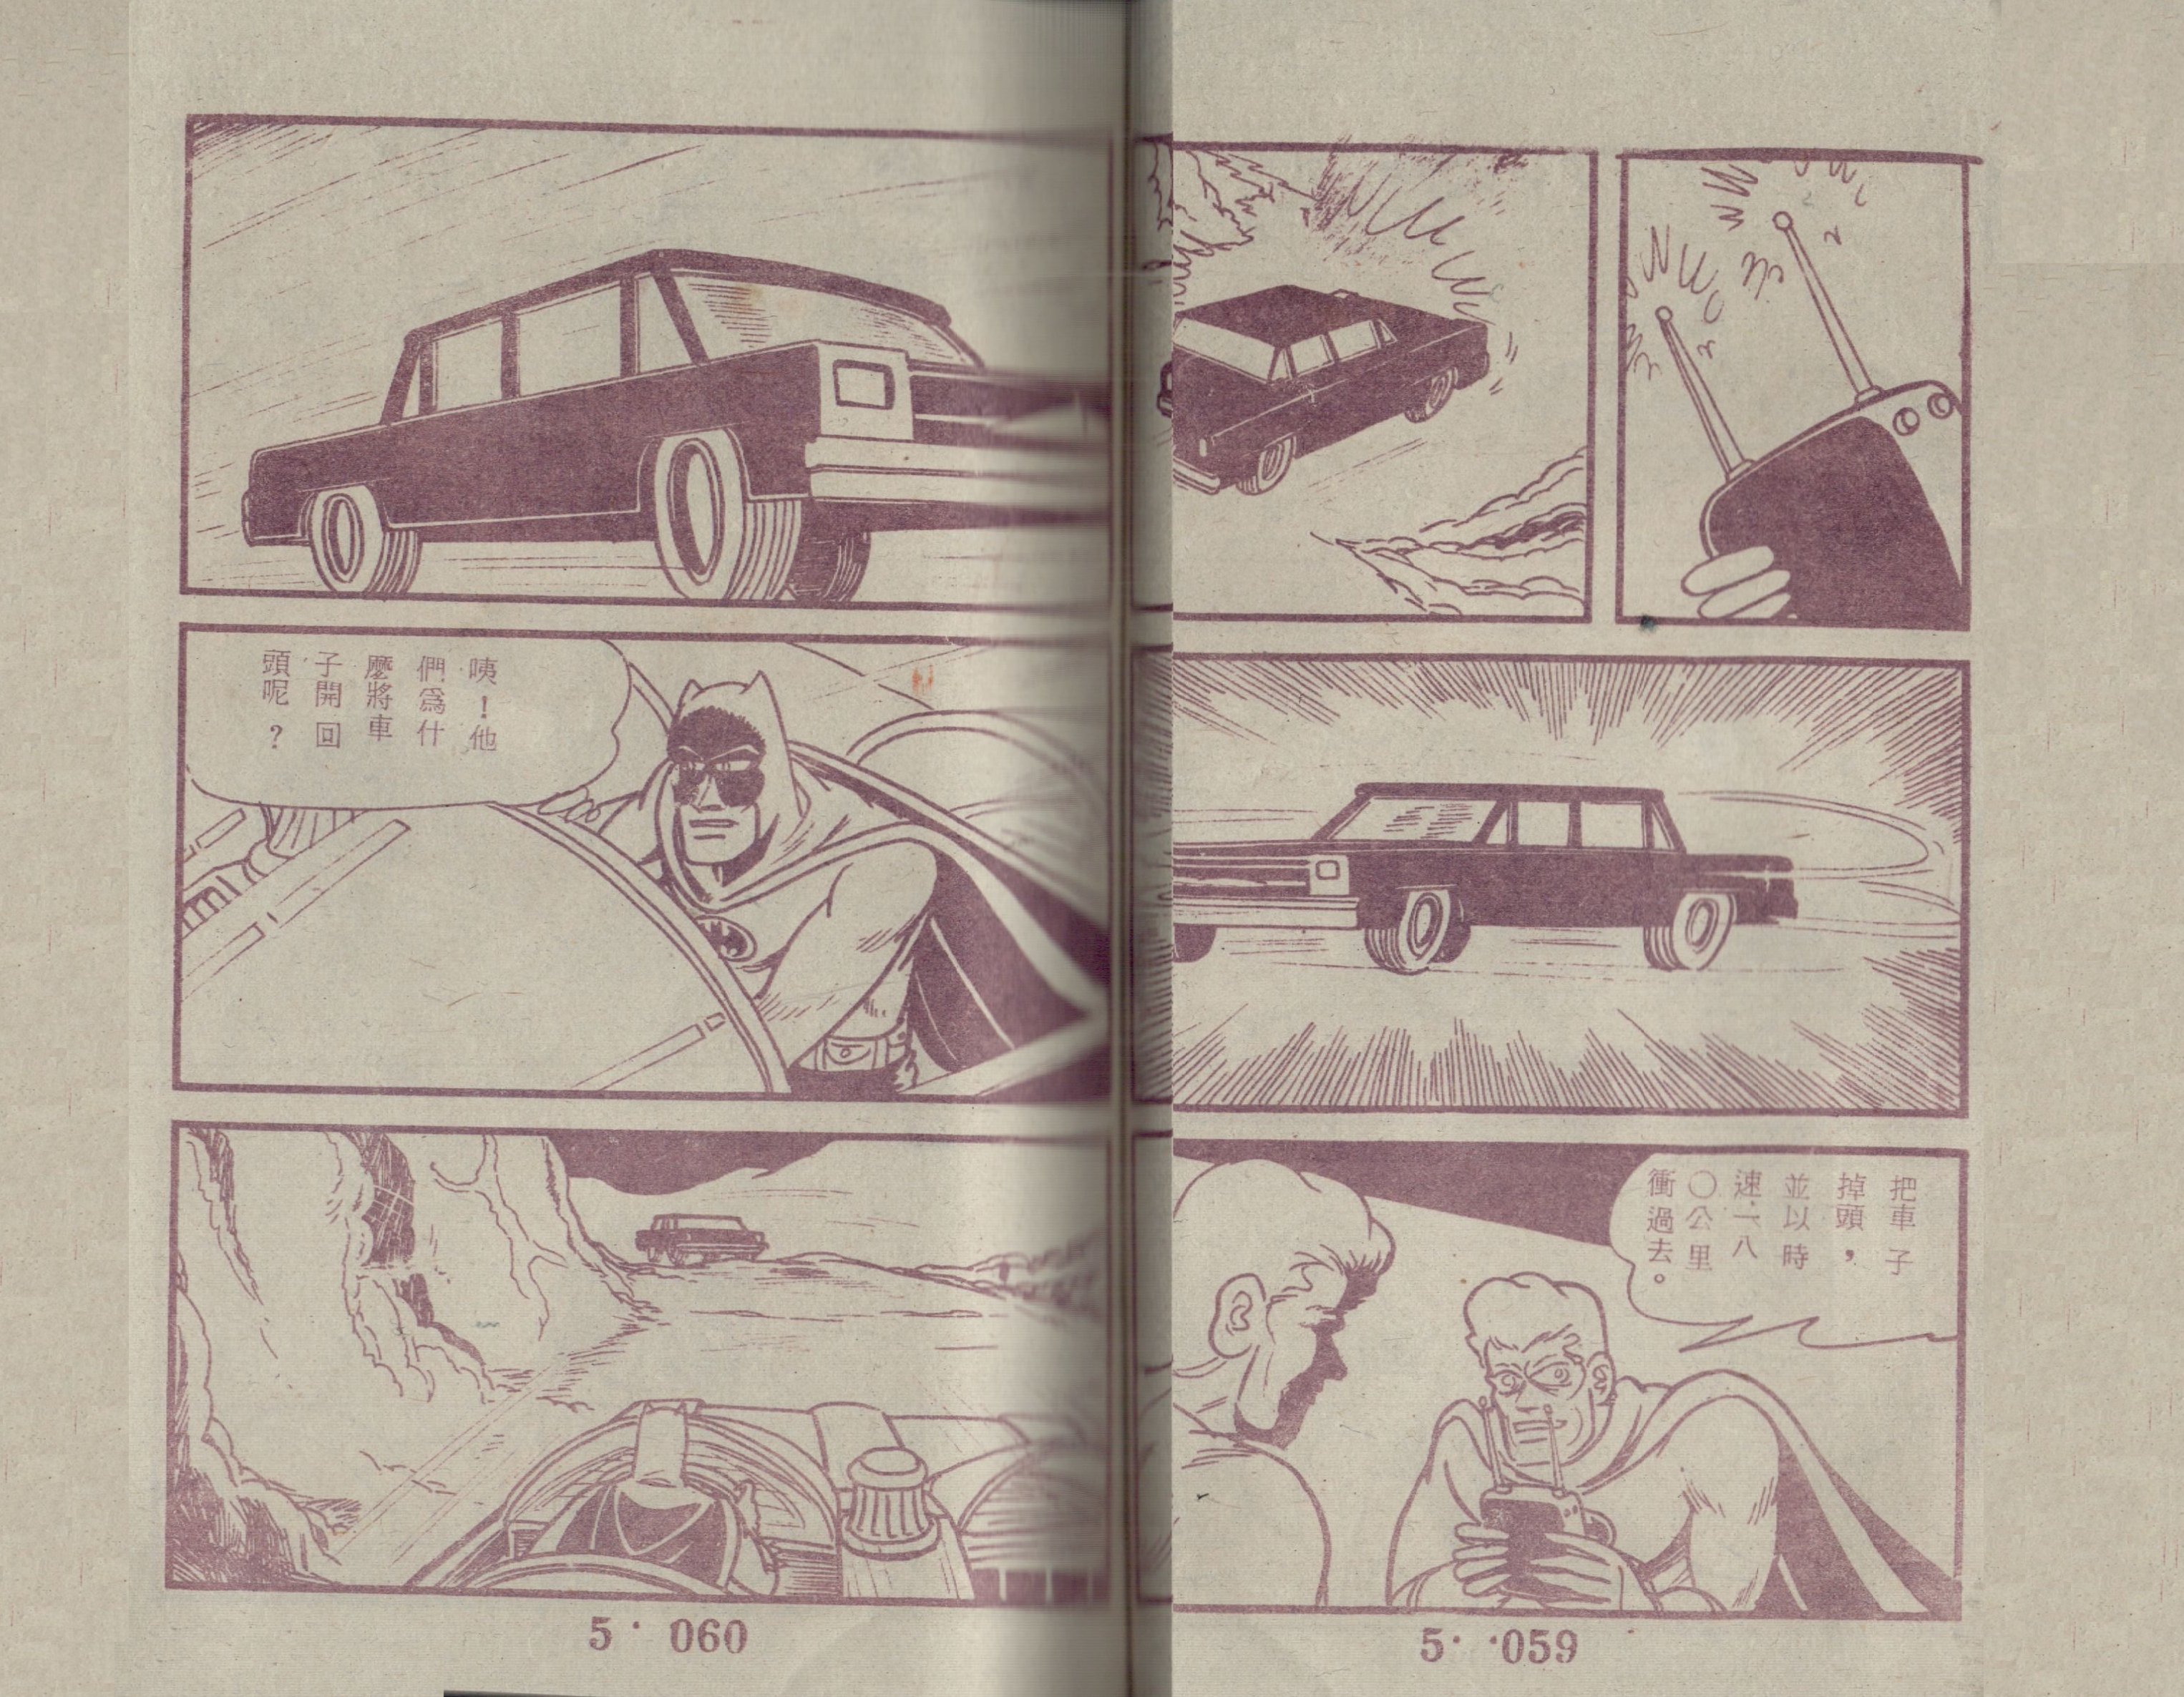 把車子
掉頭，
並以時
速一八
〇公里
衝過去。
5・059
咦！他
們爲什
麼將車
子開回
頭呢？
5・060